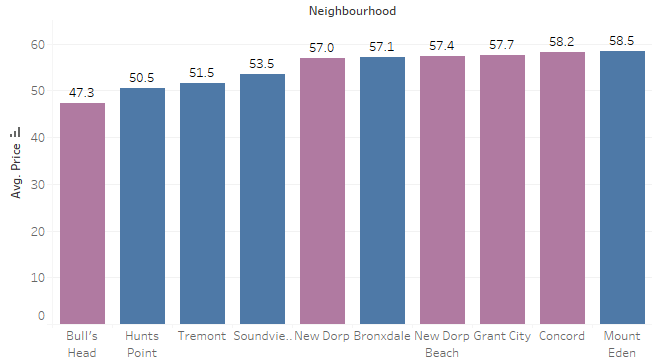 Neighbourhood
Avg. Price
60
50
40
30
20
10
0
47.3
50.5
51.5
53.5
57.0
57.1
57.4
57.7
58.2
58.5
Bull's
Head
Hunts
Point
Tremont
Soundvie..
New Dorp
Bronxdale
New Dorp
Beach
Grant City
Concord
Mount
Eden